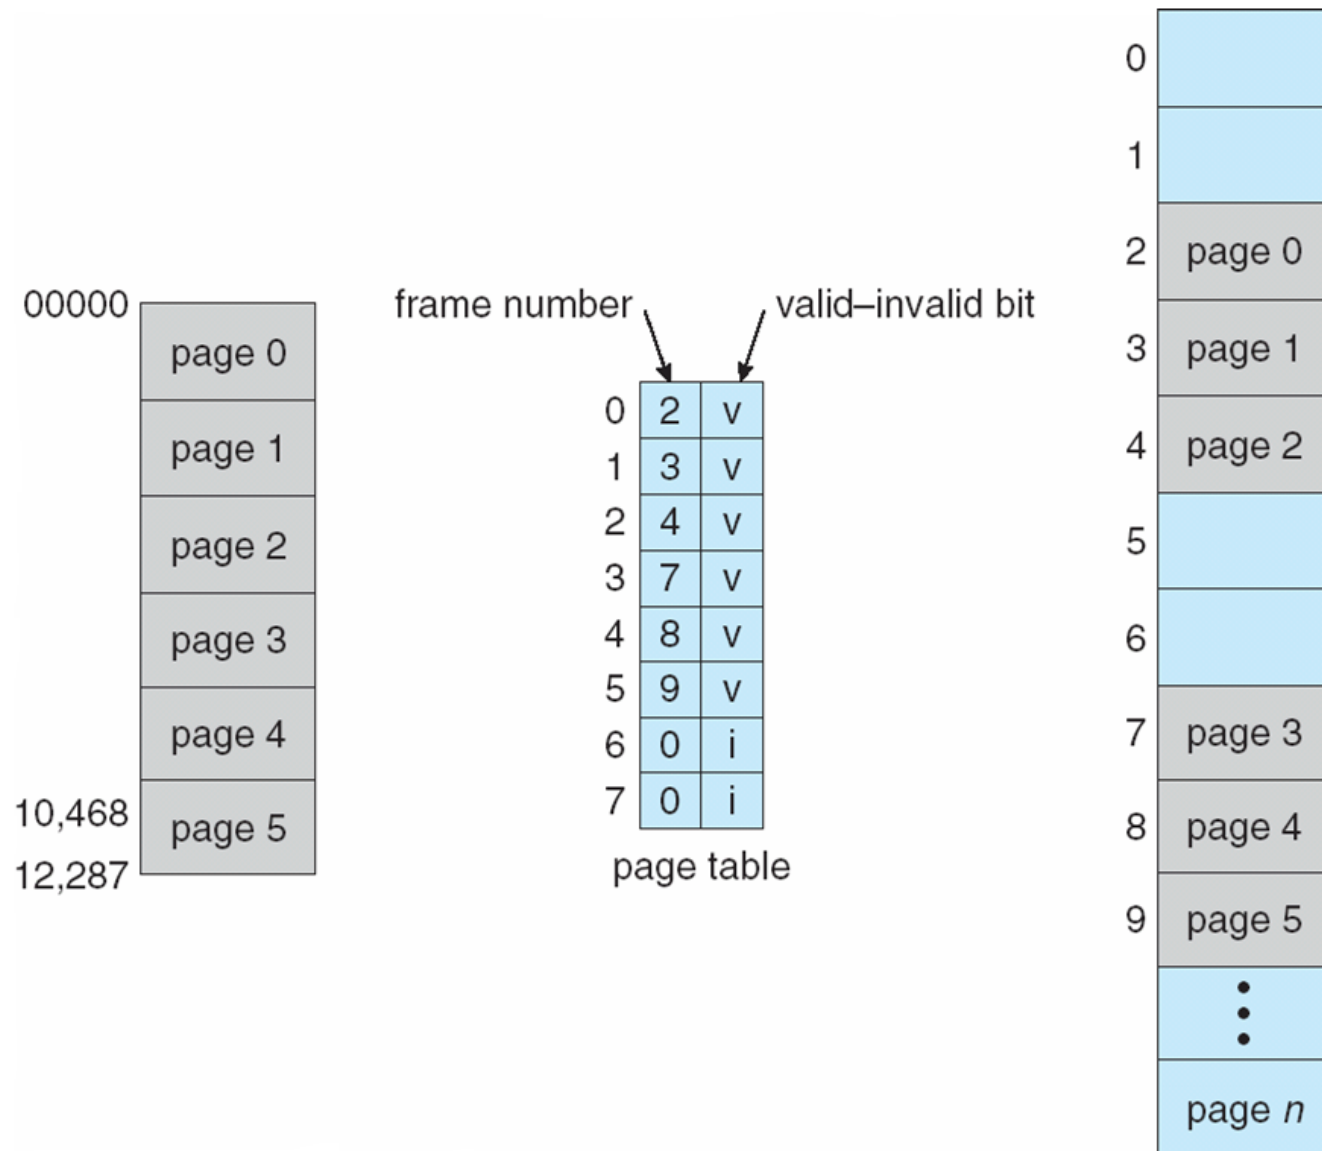 00000
page 0
page 1
page 2
page 3
page 4
10,468
page 5
12,287
frame number
valid–invalid bit
0 2 v
1 3 v
2 4 v
3 7 v
4 8 v
5 9 v
6 0 i
7 0 i
page table
0
1
2 page 0
3 page 1
4 page 2
5
6
7 page 3
8 page 4
9 page 5
page n